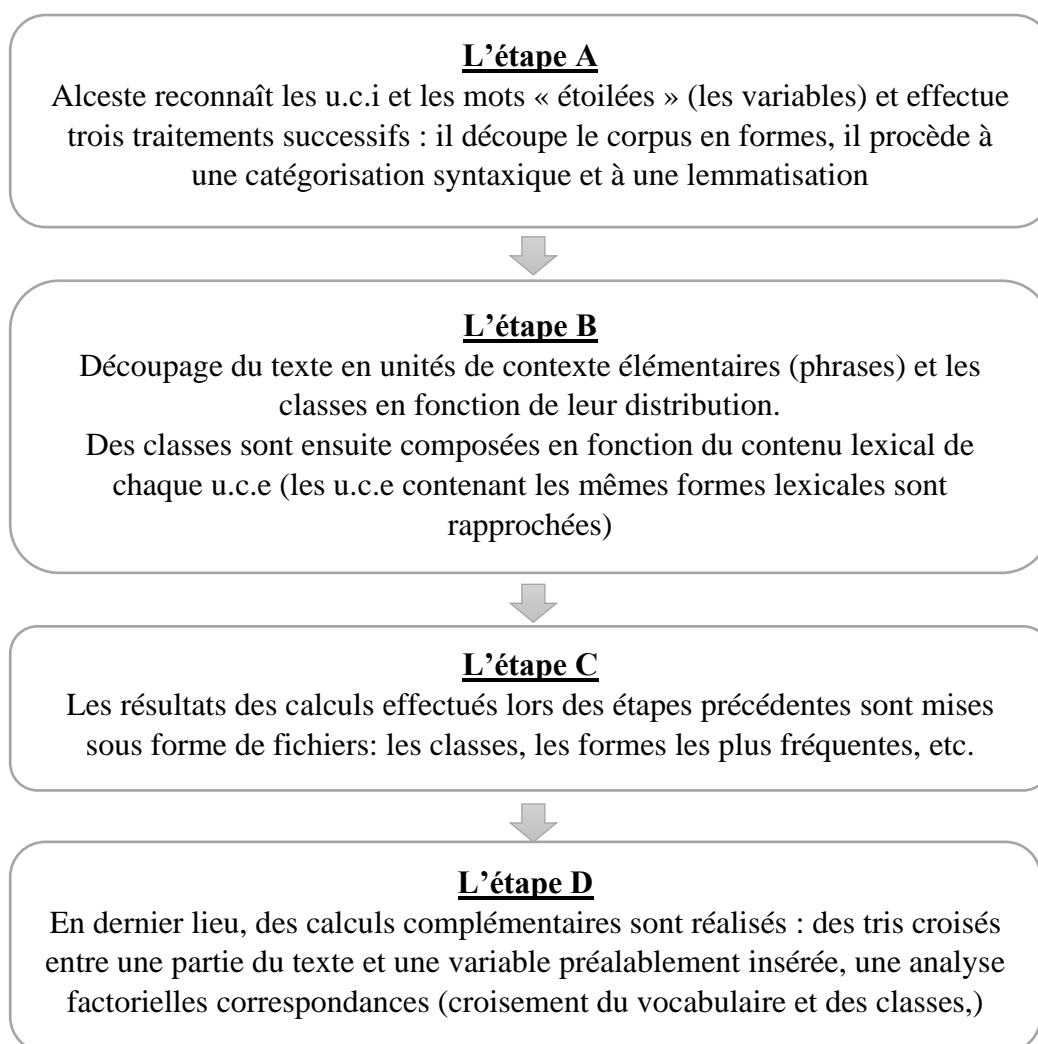 L’étape A
Alceste reconnaît les u.c.i et les mots « étoilées » (les variables) et effectue
trois traitements successifs : il découpe le corpus en formes, il procède à
une catégorisation syntaxique et à une lemmatisation
L’étape B
Découpage du texte en unités de contexte élémentaires (phrases) et les
classes en fonction de leur distribution.
Des classes sont ensuite composées en fonction du contenu lexical de
chaque u.c.e (les u.c.e contenant les mêmes formes lexicales sont
rapprochées)
L’étape C
Les résultats des calculs effectués lors des étapes précédentes sont mises
sous forme de fichiers: les classes, les formes les plus fréquentes, etc.
L’étape D
En dernier lieu, des calculs complémentaires sont réalisés : des tris croisés
entre une partie du texte et une variable préalablement insérée, une analyse
factorielles correspondances (croisement du vocabulaire et des classes,)